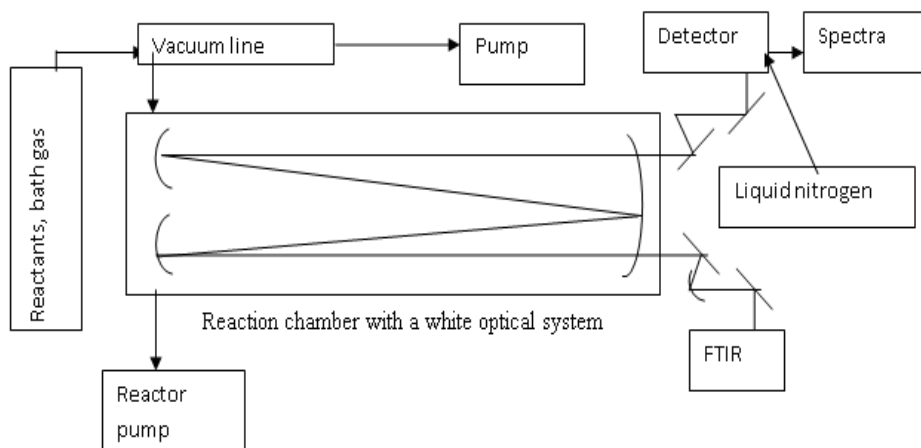 Vacuum line
Pump
Detector
Spectra
Reactants, bath gas
Liquid nitrogen
Reaction chamber with a white optical system
FTIR
Reactor
pump